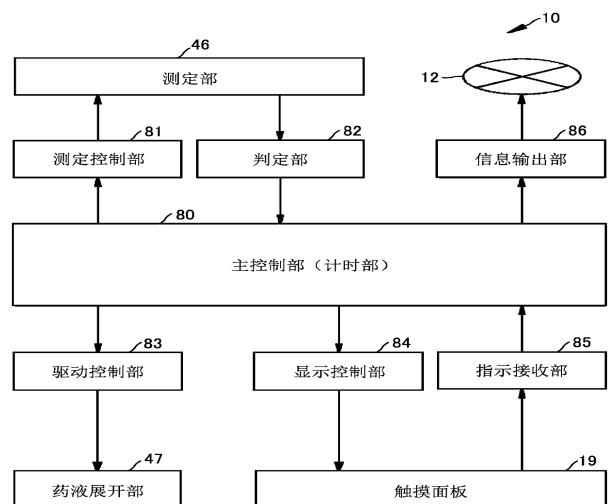 10
46
测定部
12
81
测定控制部
82
判定部
86
信息输出部
80
主控制部（计时部）
83
驱动控制部
84
显示控制部
85
指示接收部
47
药液展开部
19
触摸面板